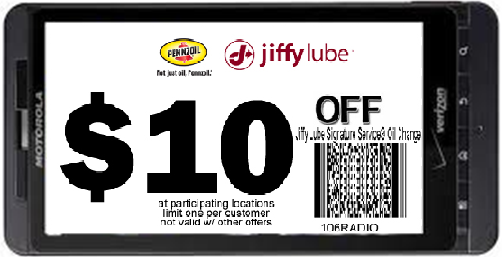 PENNZOIL
Not just oil, Pennzoil.
jiffy lube
$10
OFF
Jiffy Lube Signature Service® Oil Change
at participating locations
limit one per customer
not valid w/ other offers
106RADIO
MOTOROLA
verizon